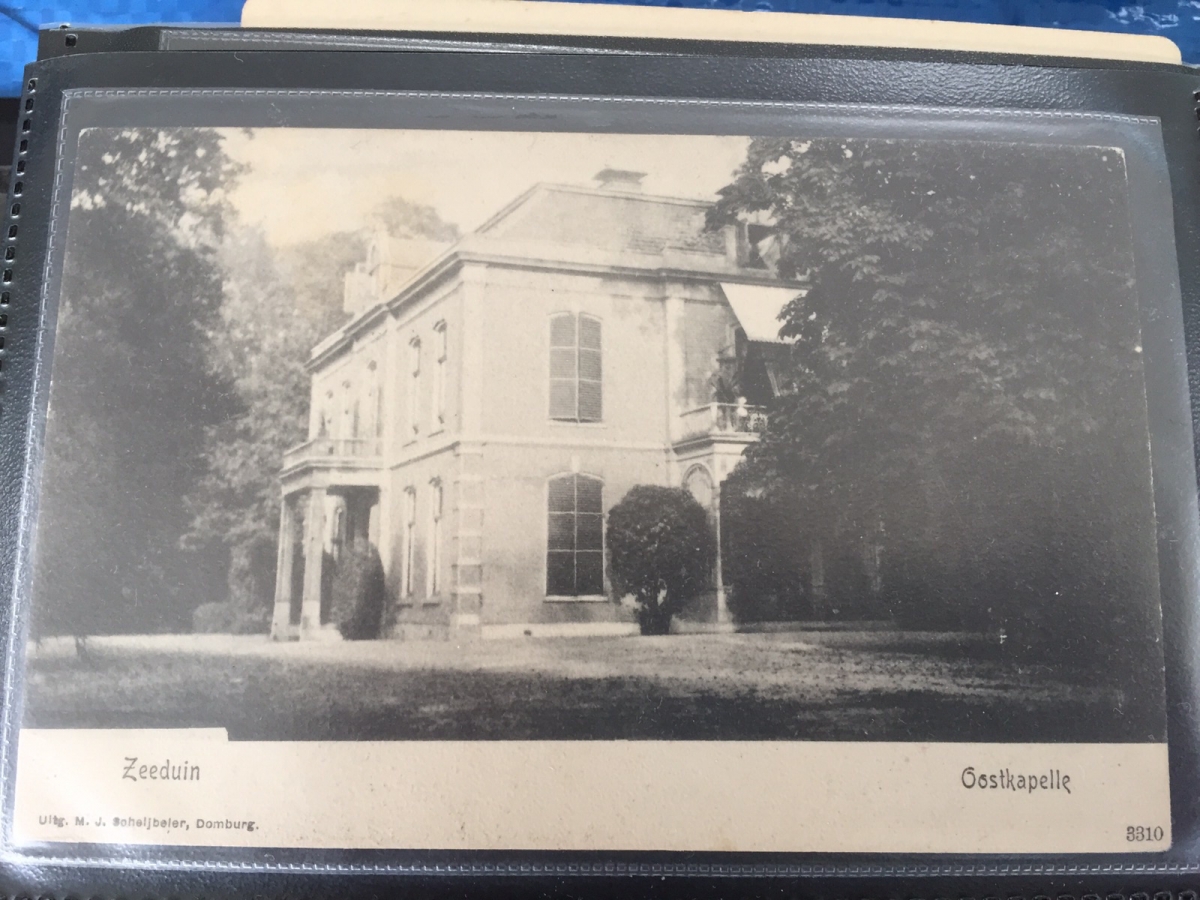 Zeeduin
Oostkapelle
Uitg. M. J. Scheijbeler, Domburg.
3310